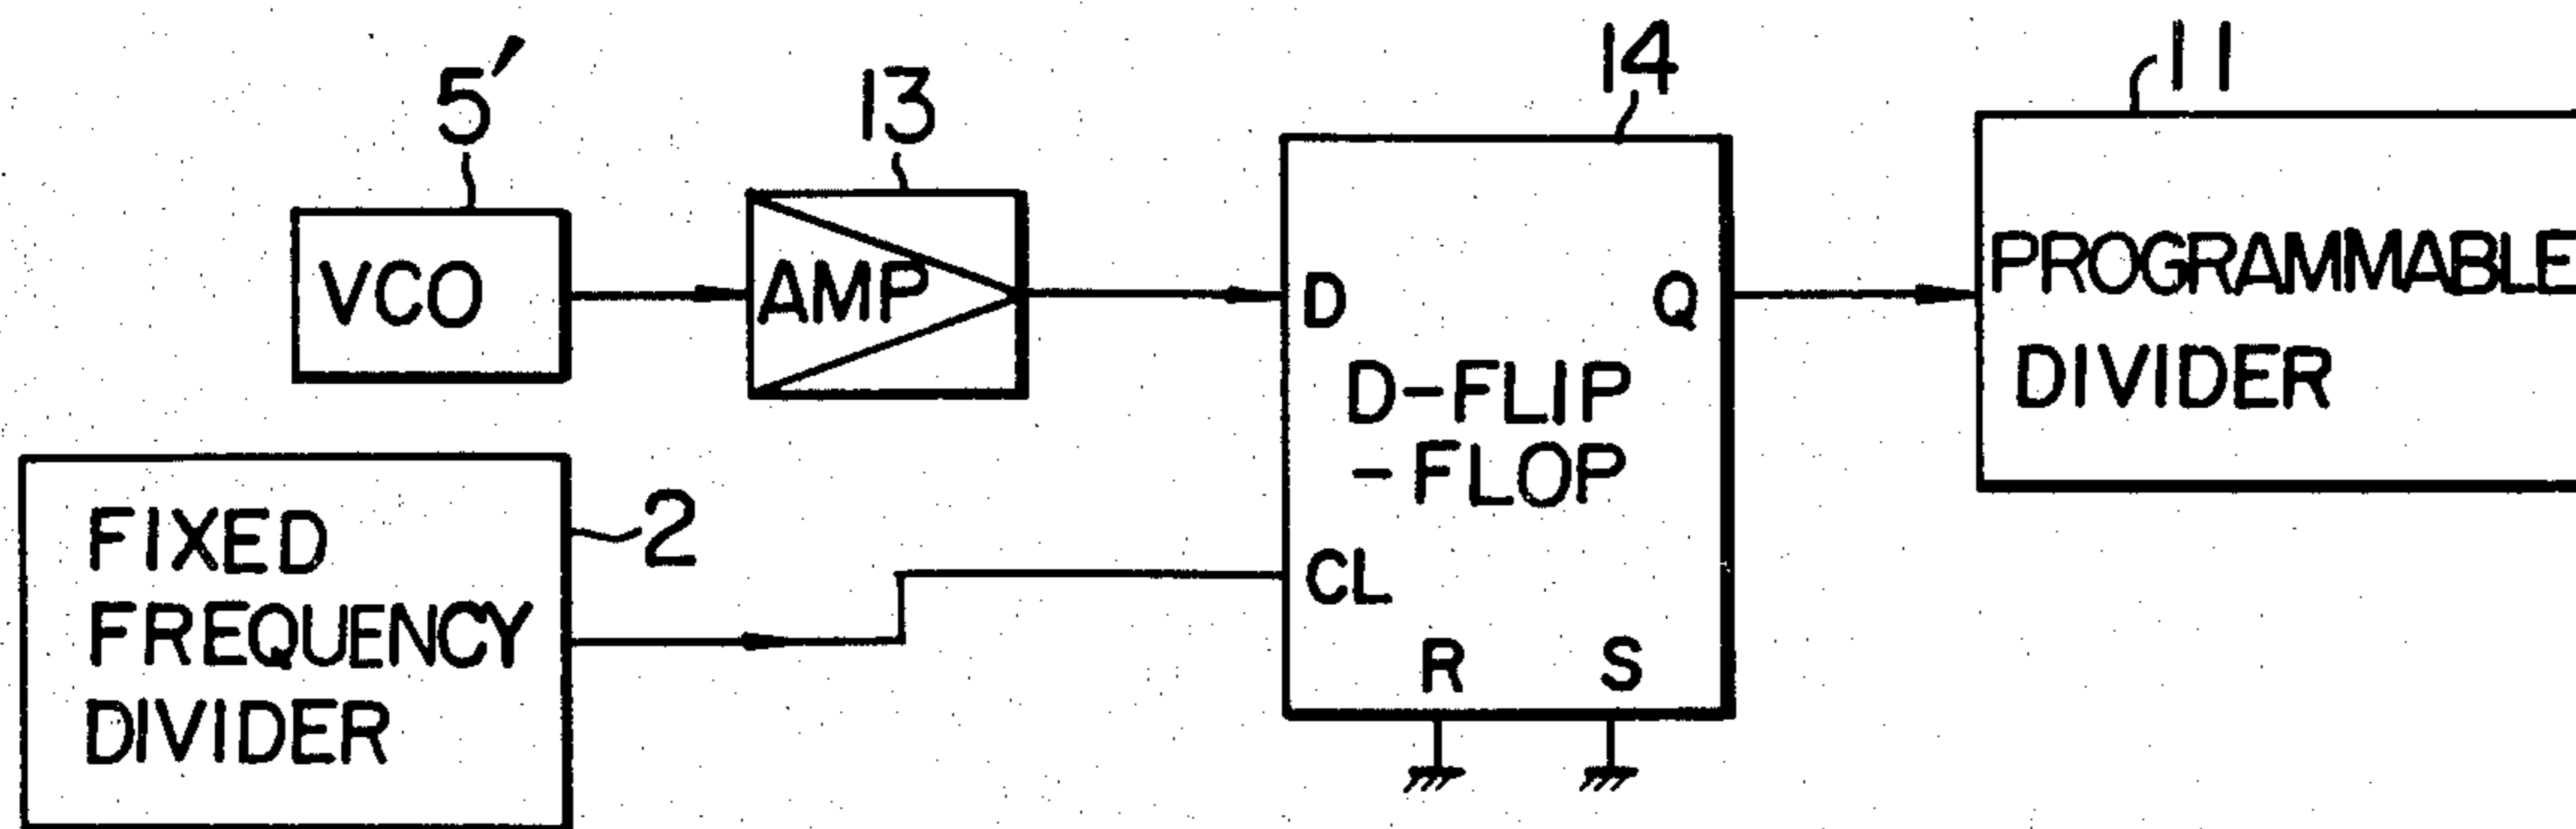 5'
13
14
11
VCO
AMP
D
Q
D-FLIP
-FLOP
CL
R
S
PROGRAMMABLE
DIVIDER
FIXED
FREQUENCY
DIVIDER
2